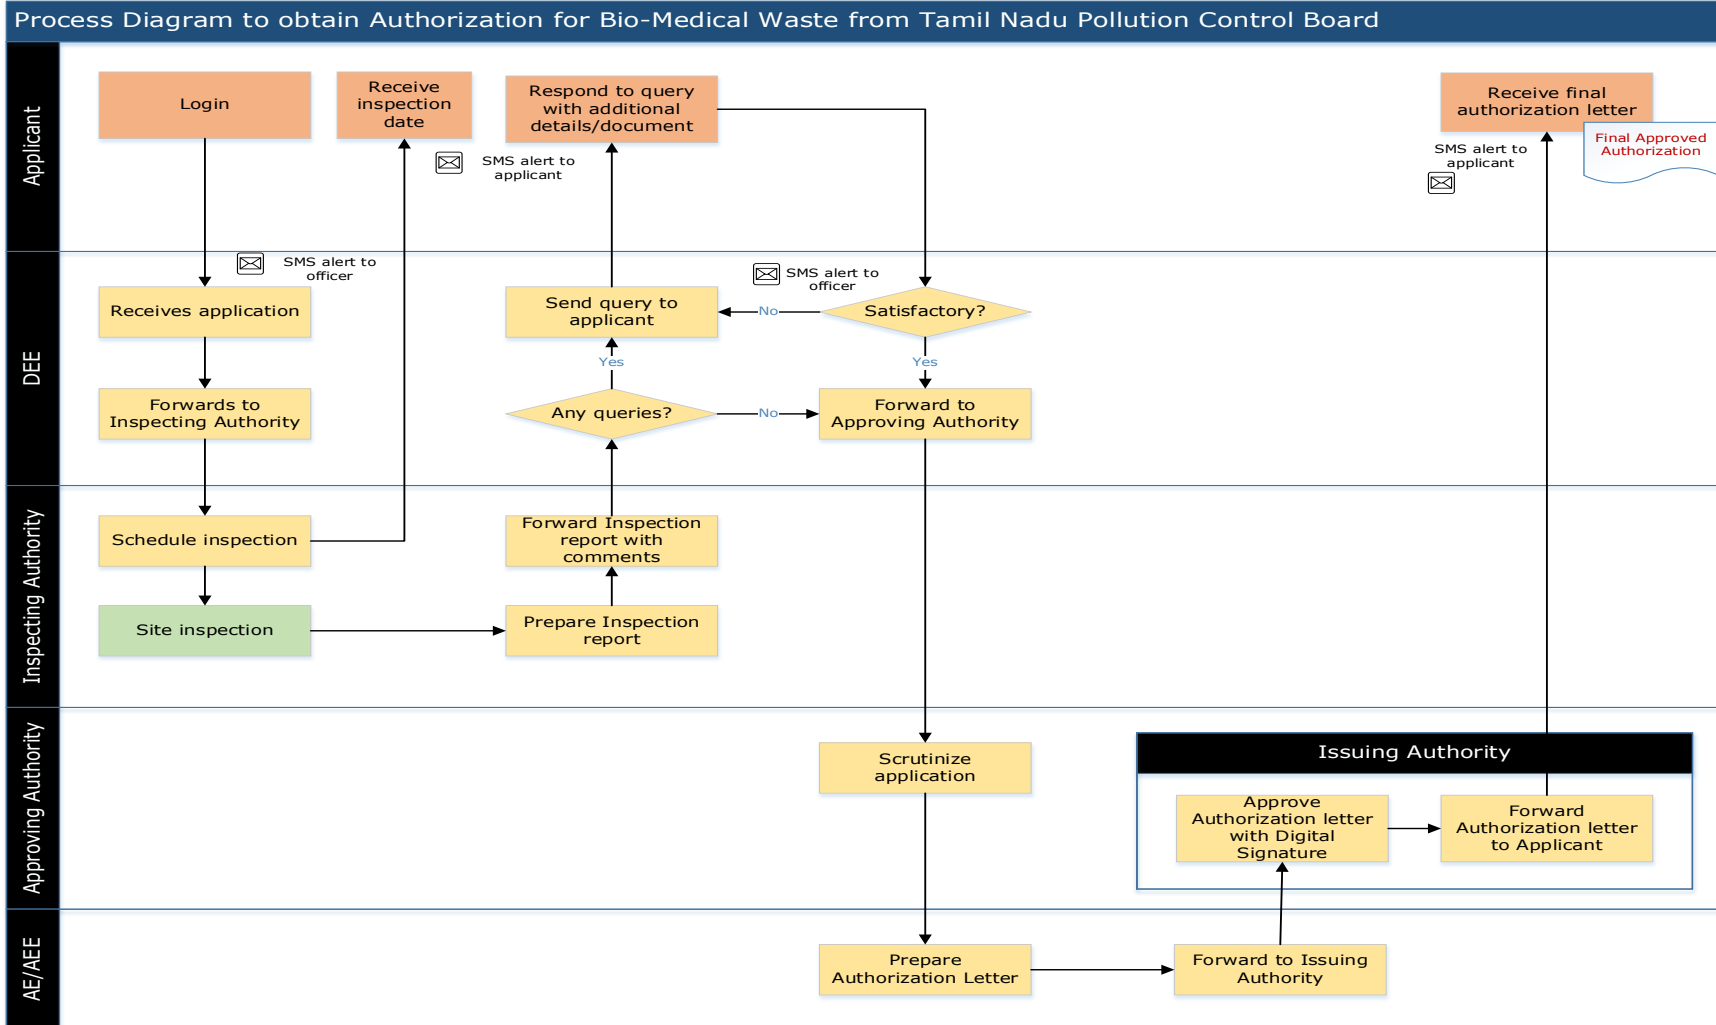 Process Diagram to obtain Authorization for Bio-Medical Waste from Tamil Nadu Pollution Control Board
Applicant
Login
Receive
inspection
date
Respond to query
with additional
details/document
Receive final
authorization letter
Final Approved
Authorization
SMS alert to
applicant
SMS alert to
applicant
DEE
SMS alert to
officer
SMS alert to
officer
Receives application
Send query to
applicant
No
Satisfactory?
Yes
Yes
Forwards to
Inspecting Authority
Any queries?
No
Forward to
Approving Authority
Inspecting Authority
Schedule inspection
Forward Inspection
report with
comments
Site inspection
Prepare Inspection
report
Approving Authority
Scrutinize
application
Issuing Authority
Approve
Authorization letter
with Digital
Signature
Forward
Authorization letter
to Applicant
AE/AEE
Prepare
Authorization Letter
Forward to Issuing
Authority